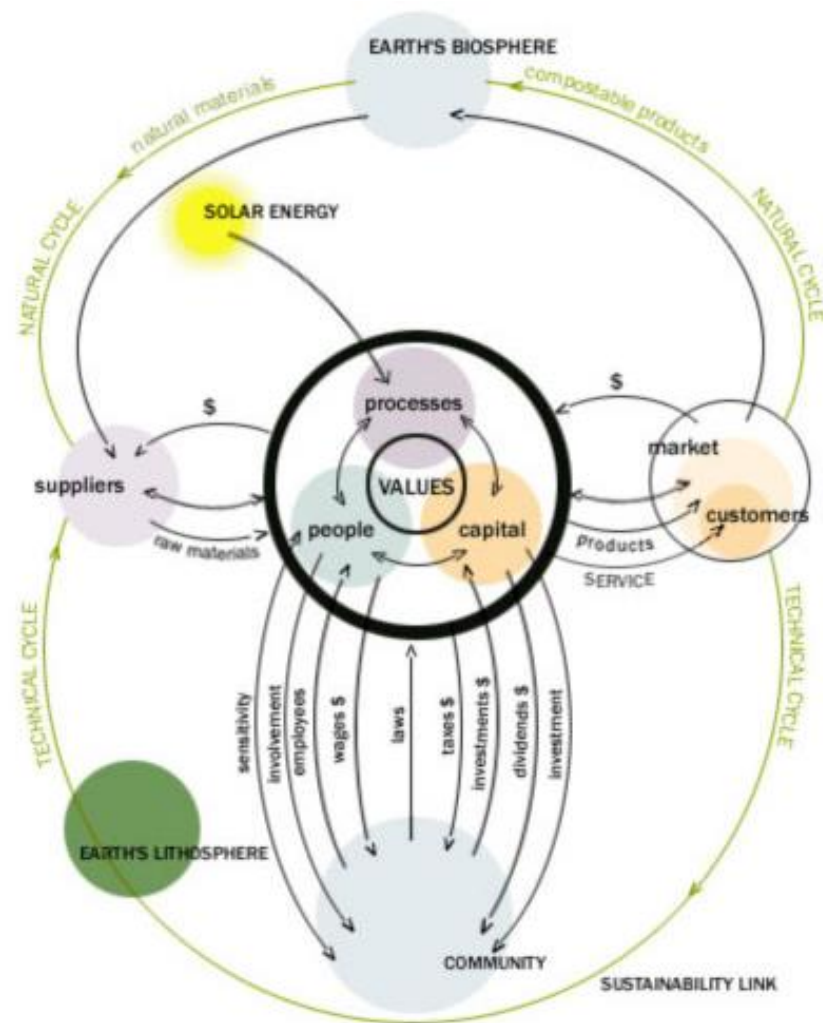 EARTH'S BIOSPHERE
natural materials
compostable products
SOLAR ENERGY
NATURAL CYCLE
NATURAL CYCLE
processes
$
$
market
suppliers
VALUES
customers
people
capital
raw materials
products
SERVICE
TECHNICAL CYCLE
TECHNICAL CYCLE
sensitivity
involvement
employees
wages $
laws
taxes $
investments $
dividends $
investment
EARTH'S LITHOSPHERE
COMMUNITY
SUSTAINABILITY LINK